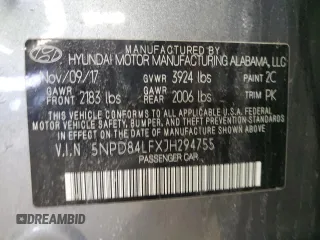 MANUFACTURED BY
HYUNDAI MOTOR MANUFACTURING ALABAMA, LLC
Nov/09/17 GVWR 3924 lbs PAINT 2C
GAWR FRONT 2183 lbs GAWR REAR 2006 lbs TRIM PK
THIS VEHICLE CONFORMS TO ALL APPLICABLE U.S.A. FEDERAL
MOTOR VEHICLE SAFETY, BUMPER, AND THEFT PREVENTION
STANDARDS IN EFFECT ON THE DATE OF MANUFACTURE
SHOWN ABOVE.
V.I.N 5NPD84LFXJH294755
PASSENGER CAR
DREAMBID